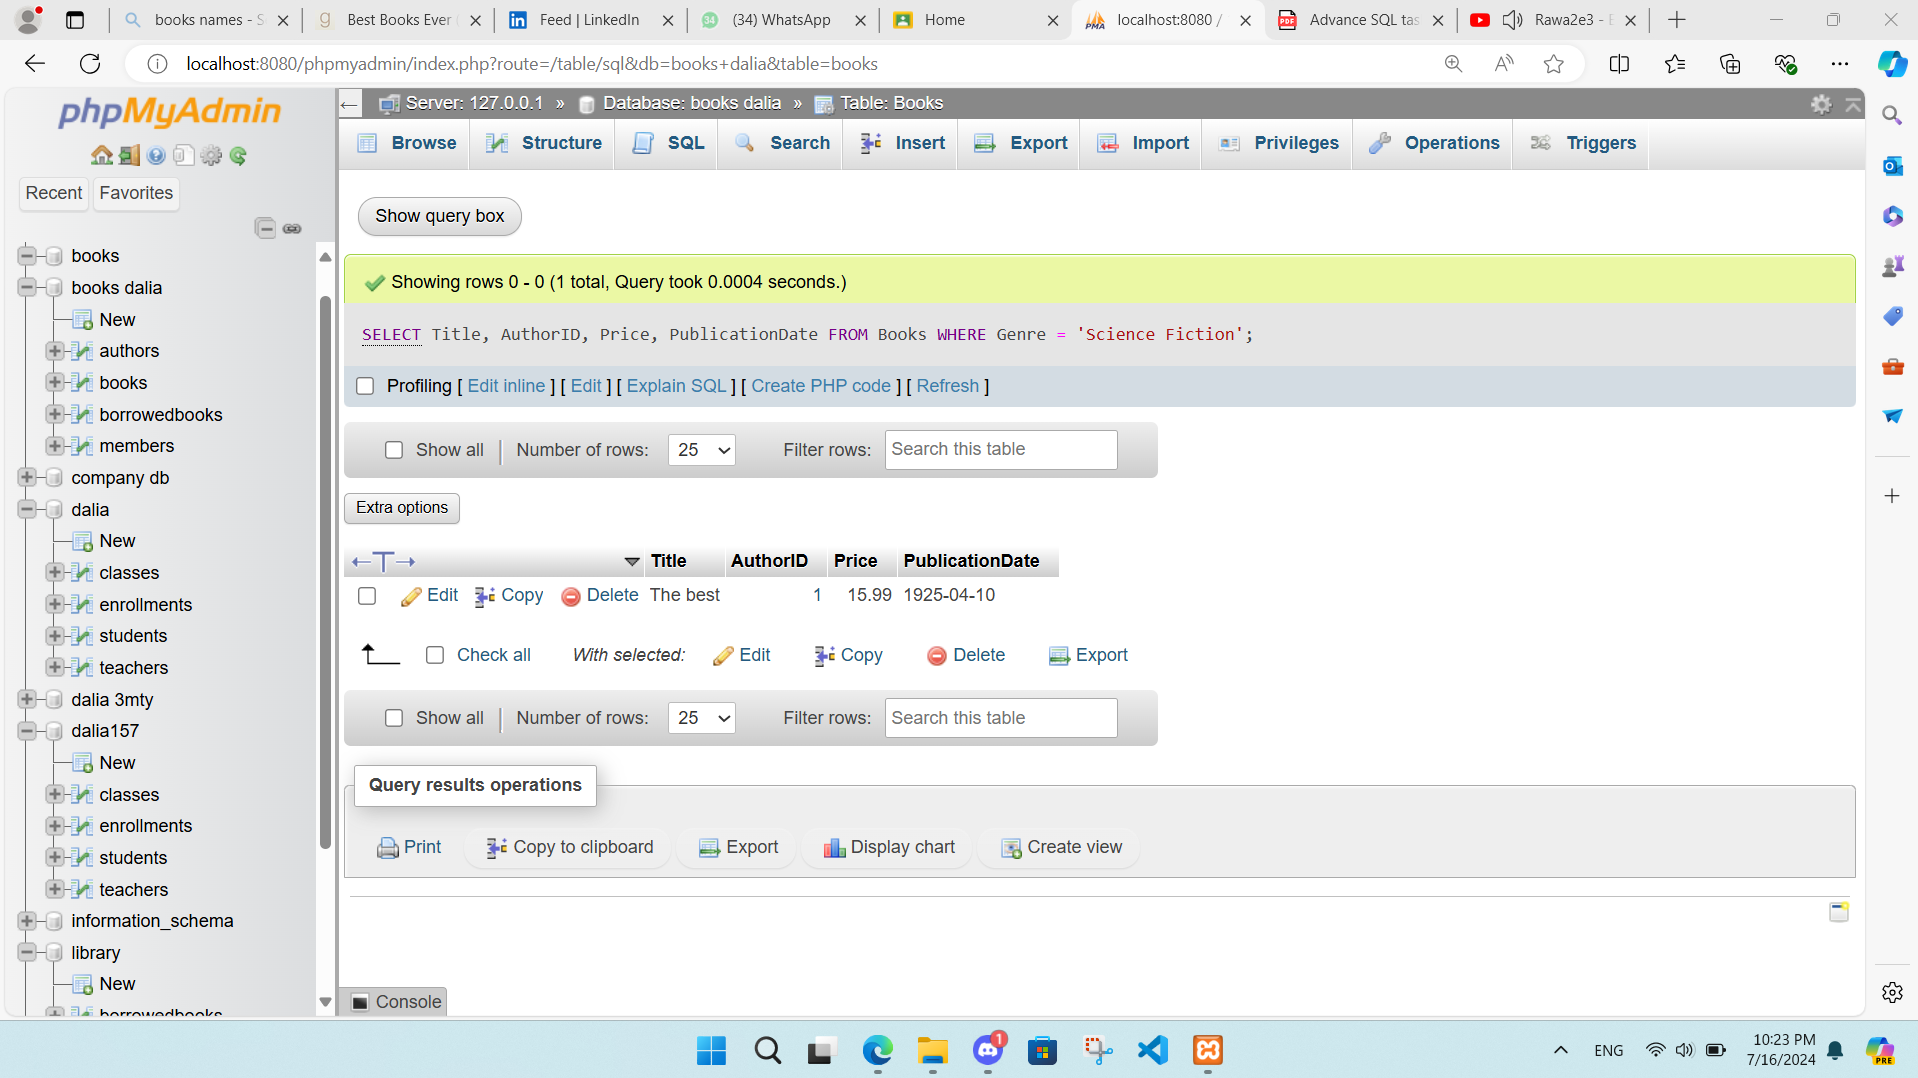 books names - S
Best Books Ever
Feed | LinkedIn
(34) WhatsApp
Home
localhost:8080 /
Advance SQL tas
Rawa2e3 -
localhost:8080/phpmyadmin/index.php?route=/table/sql&db=books+dalia&table=books
phpMyAdmin
Recent
Favorites
books
books dalia
New
authors
books
borrowedbooks
members
company db
dalia
New
classes
enrollments
students
teachers
dalia 3mty
dalia157
New
classes
enrollments
students
teachers
information_schema
library
New
borrowedbooks
Server: 127.0.0.1 » Database: books dalia » Table: Books
Browse Structure SQL Search Insert Export Import Privileges Operations Triggers
Show query box
Showing rows 0 - 0 (1 total, Query took 0.0004 seconds.)
SELECT Title, AuthorID, Price, PublicationDate FROM Books WHERE Genre = 'Science Fiction';
Profiling [ Edit inline ] [ Edit ] [ Explain SQL ] [ Create PHP code ] [ Refresh ]
Show all | Number of rows: 25 Filter rows: Search this table
Extra options
←T→ Title AuthorID Price PublicationDate
Edit Copy Delete The best 1 15.99 1925-04-10
Check all With selected: Edit Copy Delete Export
Show all | Number of rows: 25 Filter rows: Search this table
Query results operations
Print Copy to clipboard Export Display chart Create view
Console
1
ENG
10:23 PM
7/16/2024
PRE